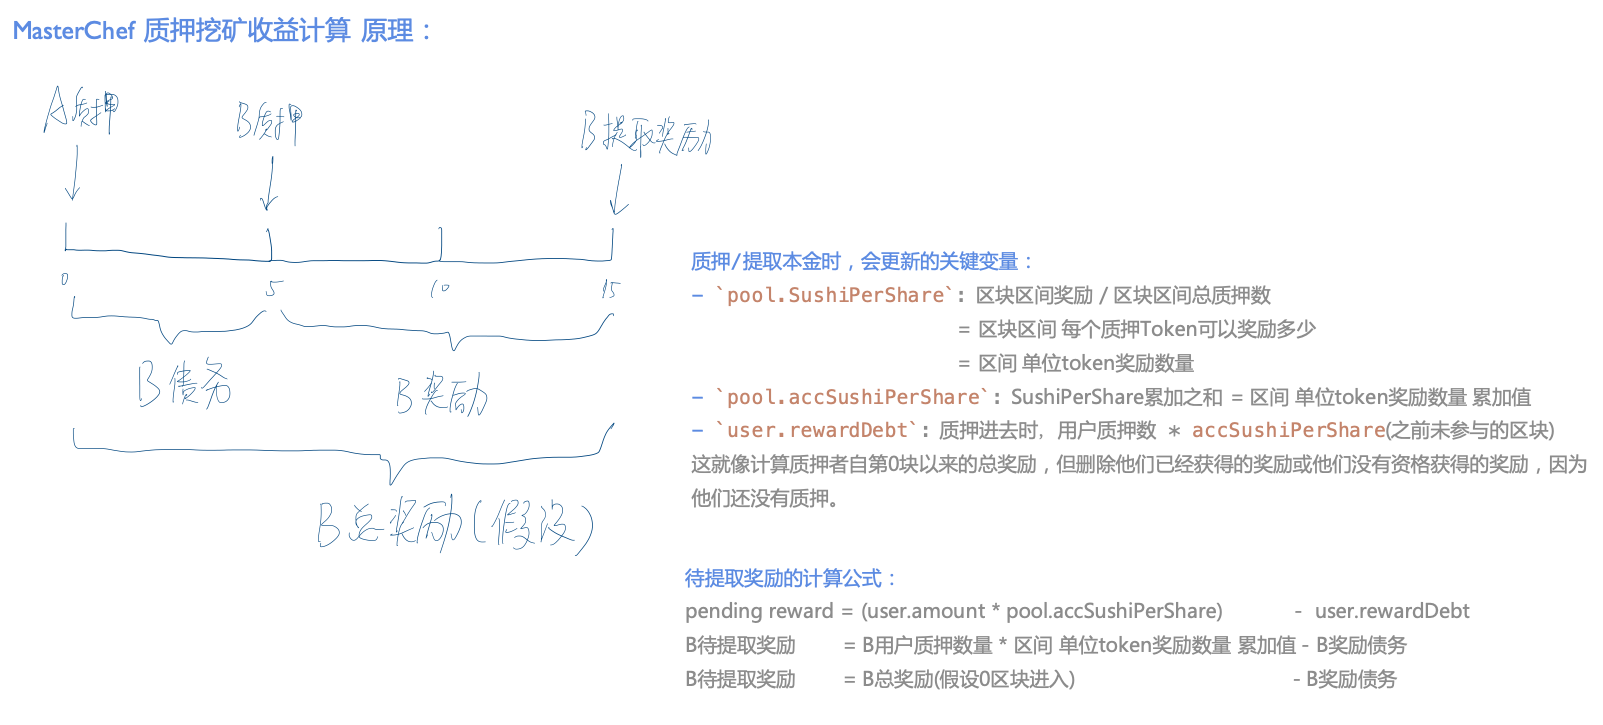 MasterChef 质押挖矿收益计算 原理：
A质押
B质押
B提取奖励
0
5
10
15
B债务
B奖励
B总奖励(假设)
质押/提取本金时，会更新的关键变量：
- `pool.SushiPerShare`: 区块区间奖励 / 区块区间总质押数
= 区块区间 每个质押Token可以奖励多少
= 区间 单位token奖励数量
- `pool.accSushiPerShare`: SushiPerShare累加之和 = 区间 单位token奖励数量 累加值
- `user.rewardDebt`: 质押进去时，用户质押数 * accSushiPerShare(之前未参与的区块)
这就像计算质押者自第0块以来的总奖励，但删除他们已经获得的奖励或他们没有资格获得的奖励，因为
他们还没有质押。
待提取奖励的计算公式：
pending reward = (user.amount * pool.accSushiPerShare) - user.rewardDebt
B待提取奖励 = B用户质押数量 * 区间 单位token奖励数量 累加值 - B奖励债务
B待提取奖励 = B总奖励(假设0区块进入) - B奖励债务